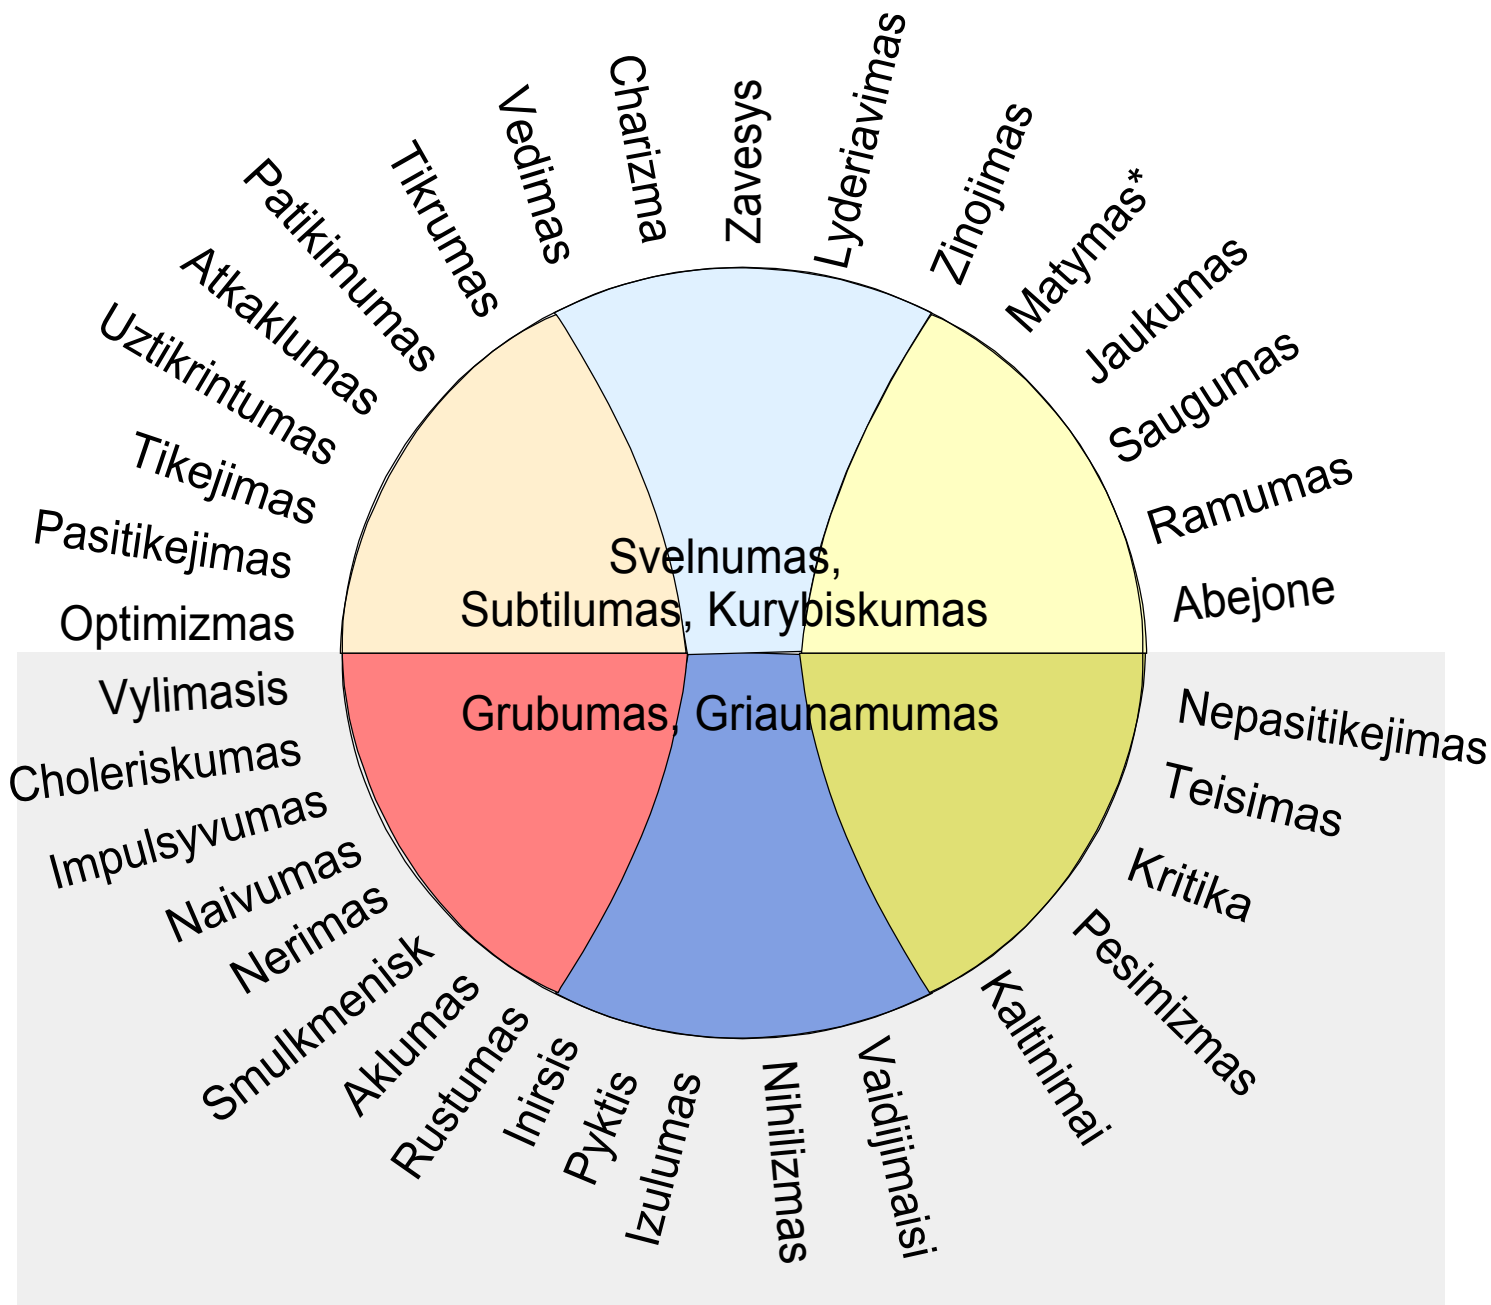 Optimizmas
Pasitikejimas
Tikejimas
Uztikrintumas
Atkaklumas
Patikimumas
Tikrumas
Vedimas
Charizma
Zavesys
Lyderiavimas
Zinojimas
Matymas*
Jaukumas
Saugumas
Ramumas
Abejone
Svelnumas,
Subtilumas, Kurybiskumas
Grubumas, Griaunamumas
Nepasitikejimas
Teisimas
Kritika
Pesimizmas
Kaltinimai
Vaidijimaisi
Nihilizmas
Izulumas
Pyktis
Inirsis
Rustumas
Aklumas
Smulkmenisk
Nerimas
Naivumas
Impulsyvumas
Choleriskumas
Vylimasis